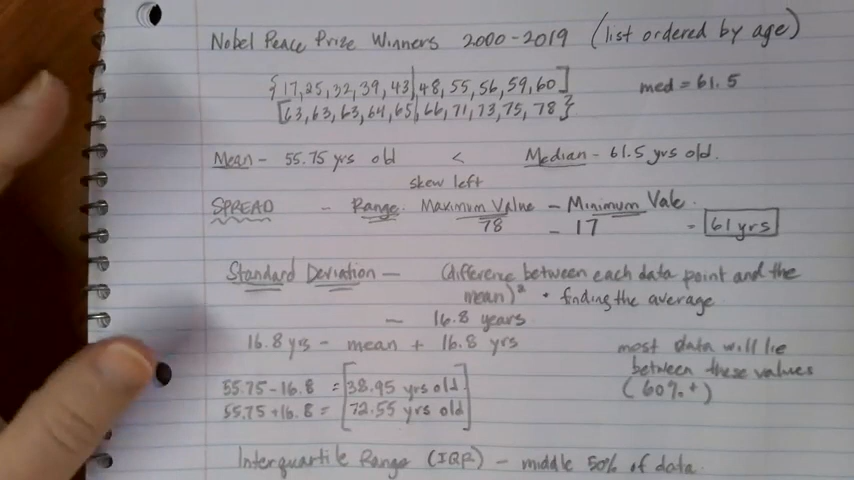 Nobel Peace Prize Winners 2000-2019 (list ordered by age)
{17,25,32,39,43|48,55,56,59,60] med = 61.5
[63,63,63,64,65|66,71,73,75,78}
Mean - 55.75 yrs old < Median - 61.5 yrs old.
skew left
SPREAD - Range. Maximum Value - Minimum Vale.
78 - 17 = 61 yrs
Standard Deviation - (difference between each data point and the
mean)² + finding the average
- 16.8 years
16.8 yrs - mean + 16.8 yrs most data will lie
between these values
55.75-16.8 = [38.95 yrs old] (60%+)
55.75+16.8 = [72.55 yrs old]
Interquartile Range (IQR) - middle 50% of data.